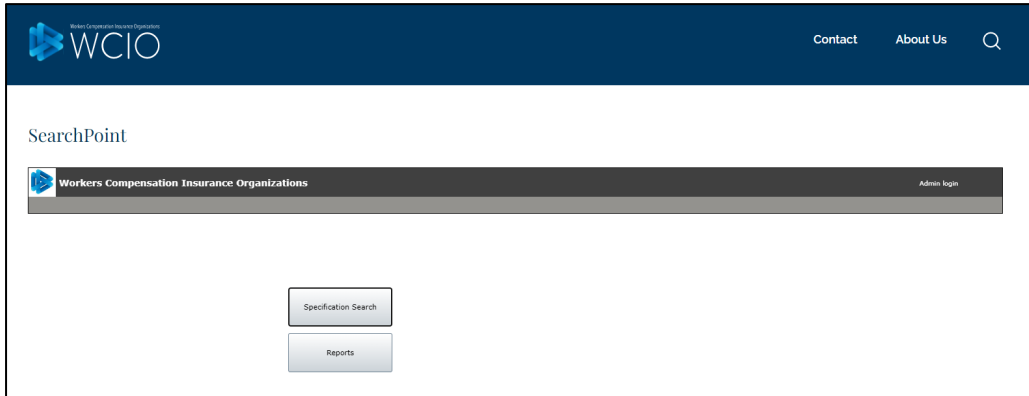 Workers Compensation Insurance Organizations
WCIO
Contact About Us
SearchPoint
Workers Compensation Insurance Organizations Admin login
Specification Search
Reports